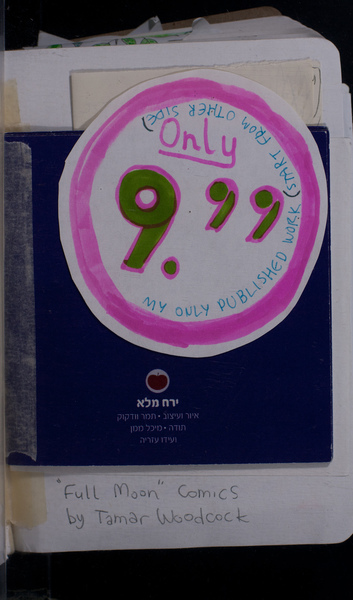 Only
9.99
MY ONLY PUBLISHED WORK (START FROM OTHER SIDE)
ירח מלא
איור ועיצוב • תמר וודקוק
תודה • מיכל ממן
ועידו עזריה
"Full Moon" Comics
by Tamar Woodcock